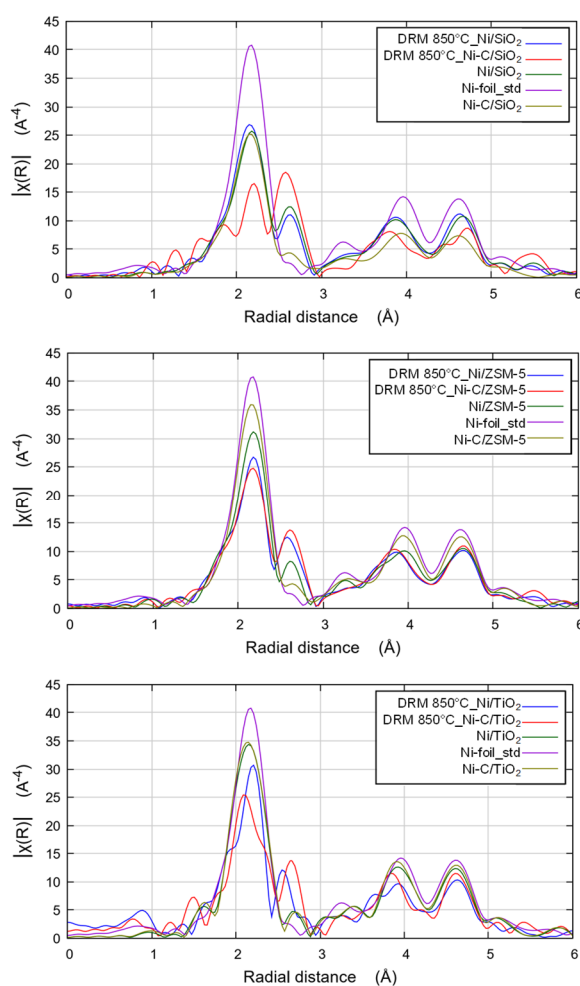 45
40
35
30
25
20
15
10
5
0
|χ(R)| (A⁻⁴)
DRM 850°C_Ni/SiO₂
DRM 850°C_Ni-C/SiO₂
Ni/SiO₂
Ni-foil_std
Ni-C/SiO₂
0 1 2 3 4 5 6
Radial distance (Å)
45
40
35
30
25
20
15
10
5
0
|χ(R)| (A⁻⁴)
DRM 850°C_Ni/ZSM-5
DRM 850°C_Ni-C/ZSM-5
Ni/ZSM-5
Ni-foil_std
Ni-C/ZSM-5
0 1 2 3 4 5 6
Radial distance (Å)
45
40
35
30
25
20
15
10
5
0
|χ(R)| (A⁻⁴)
DRM 850°C_Ni/TiO₂
DRM 850°C_Ni-C/TiO₂
Ni/TiO₂
Ni-foil_std
Ni-C/TiO₂
0 1 2 3 4 5 6
Radial distance (Å)